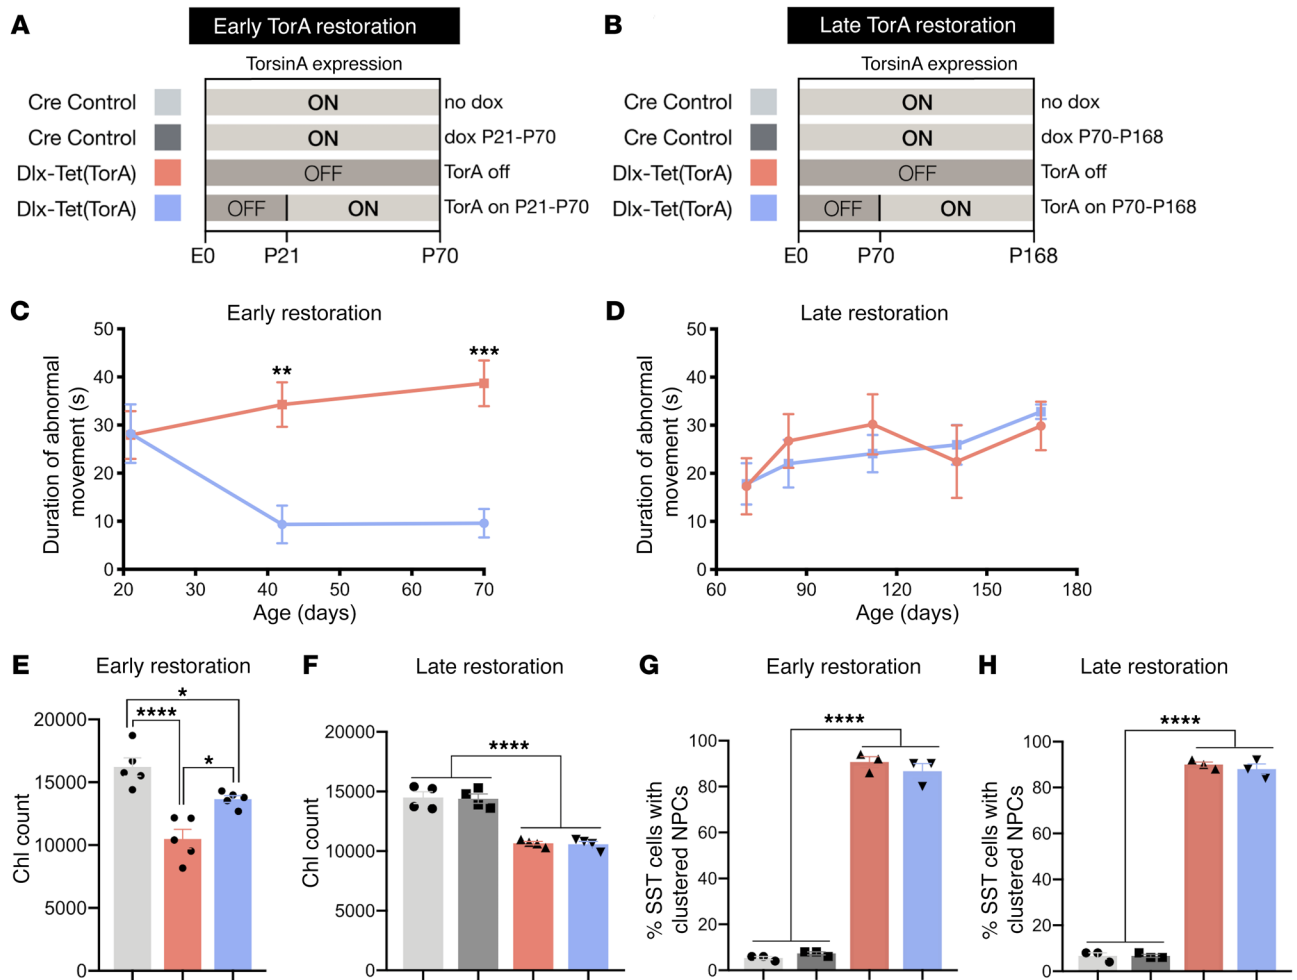 A
Early TorA restoration
TorsinA expression
Cre Control
ON
no dox
Cre Control
ON
dox P21-P70
Dlx-Tet(TorA)
OFF
TorA off
Dlx-Tet(TorA)
OFF
ON
TorA on P21-P70
E0
P21
P70
B
Late TorA restoration
TorsinA expression
Cre Control
ON
no dox
Cre Control
ON
dox P70-P168
Dlx-Tet(TorA)
OFF
TorA off
Dlx-Tet(TorA)
OFF
ON
TorA on P70-P168
E0
P70
P168
C
Early restoration
Duration of abnormal
movement (s)
50
40
30
20
10
0
**
***
20
30
40
50
60
70
Age (days)
D
Late restoration
Duration of abnormal
movement (s)
50
40
30
20
10
0
60
90
120
150
180
Age (days)
E
Early restoration
ChI count
20000
15000
10000
5000
0
*
****
*
F
Late restoration
ChI count
20000
15000
10000
5000
0
****
G
Early restoration
% SST cells with
clustered NPCs
100
80
60
40
20
0
****
H
Late restoration
% SST cells with
clustered NPCs
100
80
60
40
20
0
****